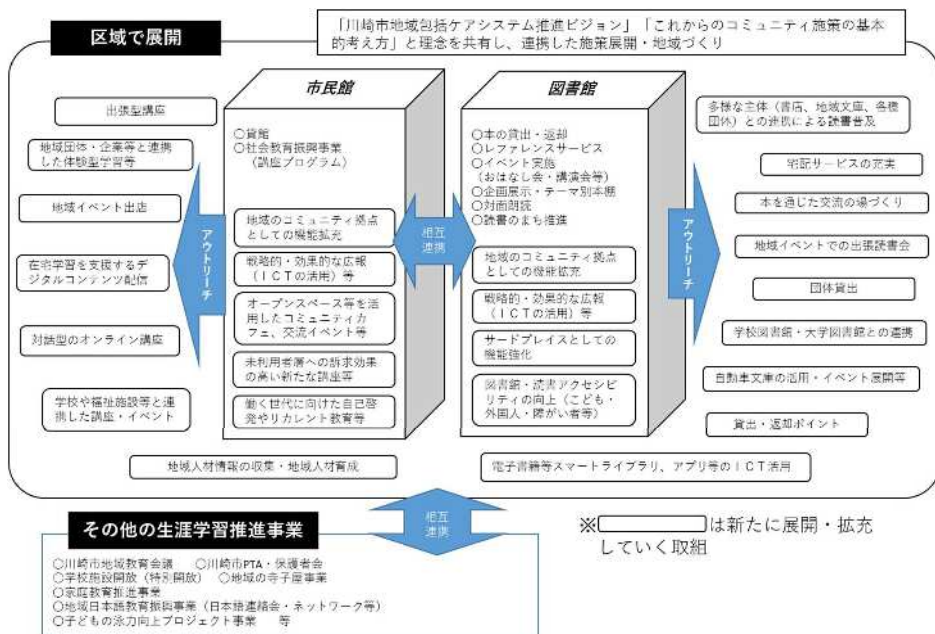 区域で展開
「川崎市地域包括ケアシステム推進ビジョン」「これからのコミュニティ施策の基本
的考え方」と理念を共有し、連携した施策展開・地域づくり
市民館
○貸館
○社会教育振興事業
(講座プログラム)
地域のコミュニティ拠点
としての機能拡充
戦略的・効果的な広報
(ICTの活用)等
オープンスペース等を活
用したコミュニティカ
フェ、交流イベント等
未利用者層への訴求効果
の高い新たな講座等
働く世代に向けた自己啓
発やリカレント教育等
図書館
○本の貸出・返却
○レファレンスサービス
○イベント実施
(おはなし会・講演会等)
○企画展示・テーマ別本棚
○対面朗読
○読書のまち推進
地域のコミュニティ拠点
としての機能拡充
戦略的・効果的な広報
(ICTの活用)等
サードプレイスとしての
機能強化
図書館・読書アクセシビ
リティの向上(こども・
外国人・障がい者等)
相互
連携
アウトリーチ
出張型講座
地域団体・企業等と連携
した体験型学習等
地域イベント出店
在宅学習を支援するデ
ジタルコンテンツ配信
対話型のオンライン講座
学校や福祉施設等と連
携した講座・イベント
アウトリーチ
多様な主体(書店、地域文庫、各種
団体)との連携による読書普及
宅配サービスの充実
本を通じた交流の場づくり
地域イベントでの出張読書会
団体貸出
学校図書館・大学図書館との連携
自動車文庫の活用・イベント展開等
貸出・返却ポイント
地域人材情報の収集・地域人材育成
電子書籍等スマートライブラリ、アプリ等のICT活用
相互
連携
その他の生涯学習推進事業
○川崎市地域教育会議 ○川崎市PTA・保護者会
○学校施設開放(特別開放) ○地域の寺子屋事業
○家庭教育推進事業
○地域日本語教育振興事業(日本語連絡会・ネットワーク等)
○子どもの泳力向上プロジェクト事業 等
※ は新たに展開・拡充
していく取組